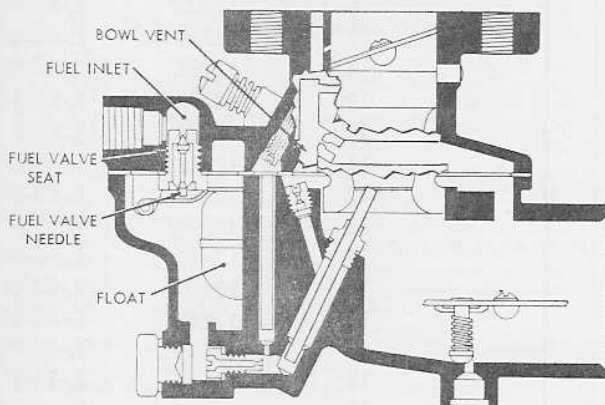 BOWL VENT
FUEL INLET
FUEL VALVE
SEAT
FUEL VALVE
NEEDLE
FLOAT